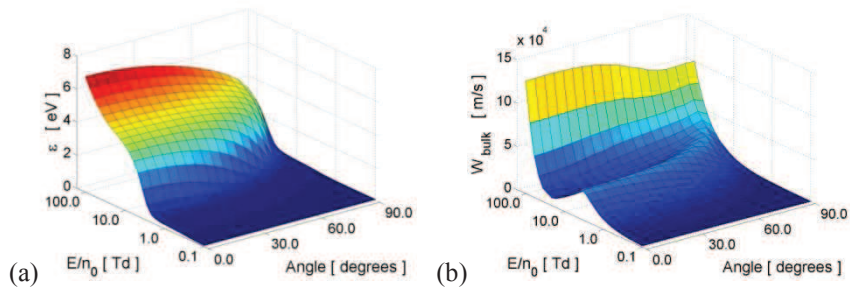 (a)
8
6
4
2
0
ε [ eV ]
100.0
10.0
1.0
0.1
E/n0 [ Td ]
0.0
30.0
60.0
90.0
Angle [ degrees ]
(b)
x 10^4
15
10
5
0
W_bulk [ m/s ]
100.0
10.0
1.0
0.1
E/n0 [ Td ]
0.0
30.0
60.0
90.0
Angle [ degrees ]